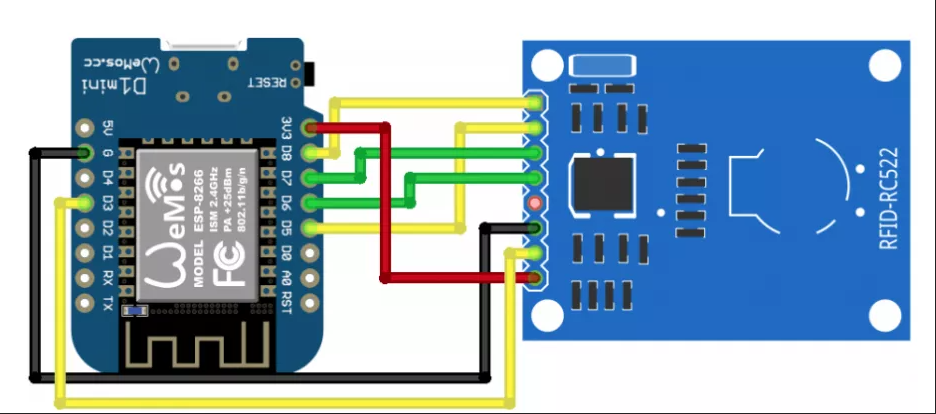 WeMos.cc
D1mini
RESET
5V
G
D4
D3
D2
D1
RX
TX
3V3
D8
D7
D6
D5
D0
A0
RST
WeMos
MODEL ESP-8266
ISM 2.4GHz
PA +25dBm
802.11b/g/n
FC
RFID-RC522